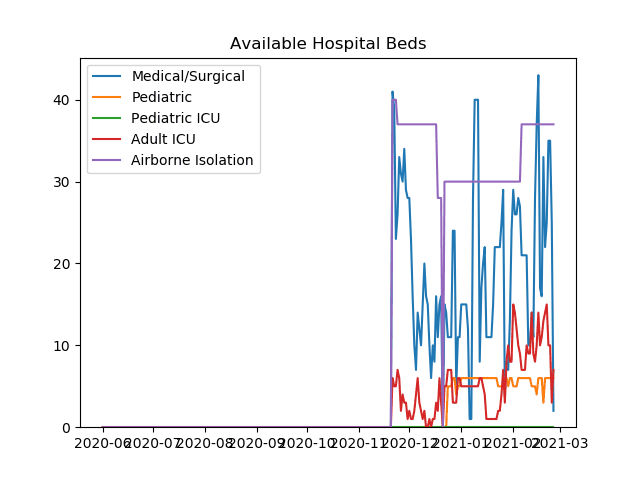 Available Hospital Beds
Medical/Surgical
Pediatric
Pediatric ICU
Adult ICU
Airborne Isolation
40
30
20
10
0
2020-06 2020-07 2020-08 2020-09 2020-10 2020-11 2020-12 2021-01 2021-02 2021-03